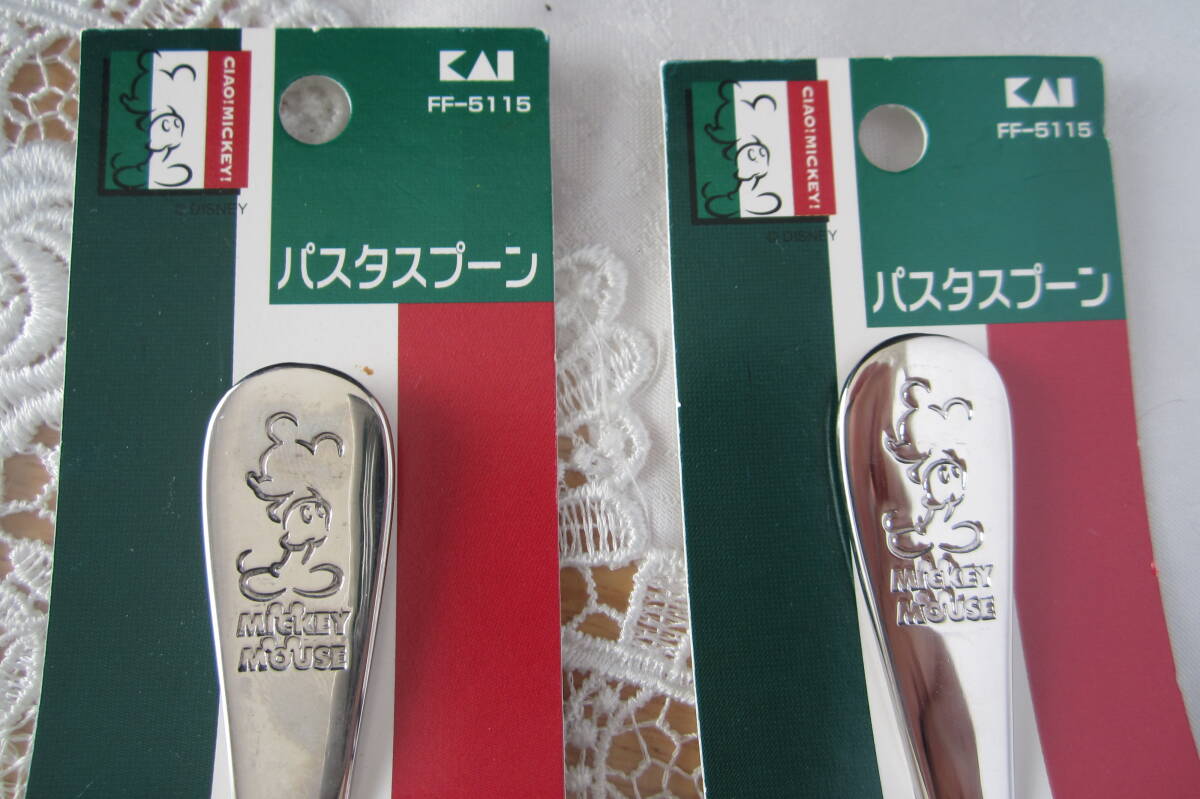 CIAO! MICKEY!
© DISNEY
KAI
FF-5115
パスタスプーン
MICKEY
MOUSE
CIAO! MICKEY!
© DISNEY
KAI
FF-5115
パスタスプーン
MICKEY
MOUSE